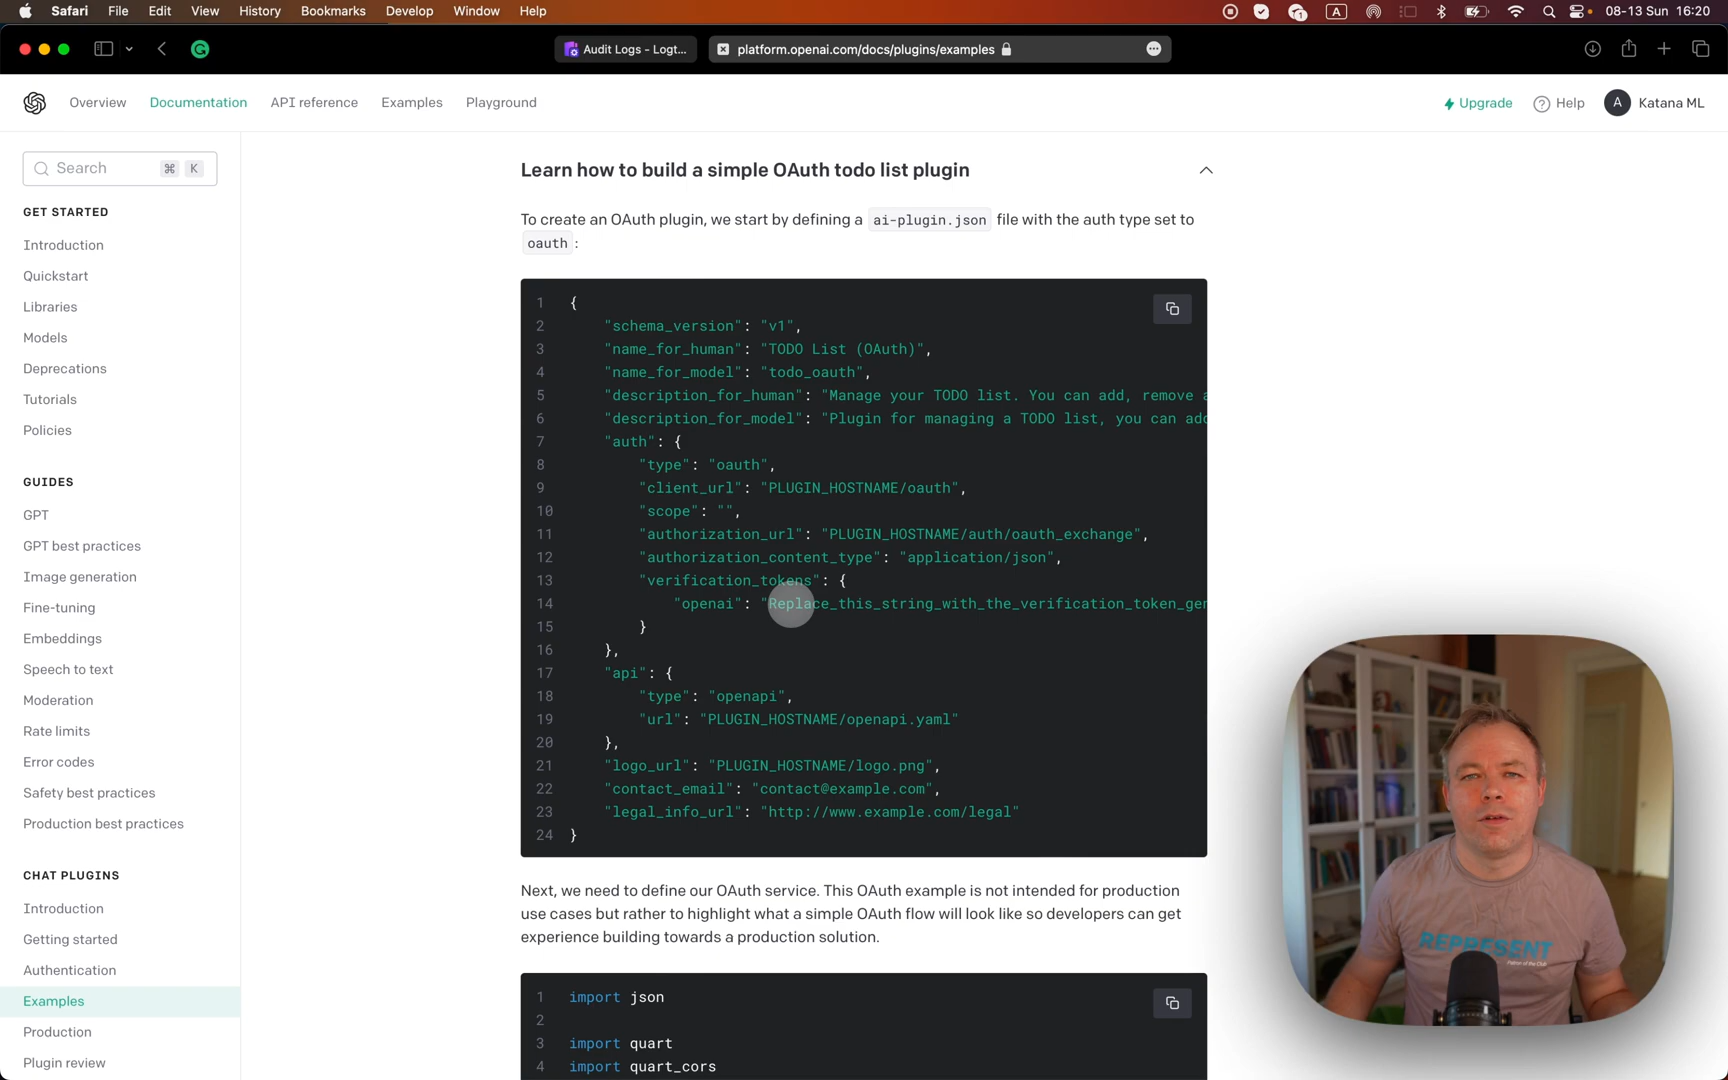 Safari File Edit View History Bookmarks Develop Window Help
A
08-13 Sun 16:20
Audit Logs - Logt...
platform.openai.com/docs/plugins/examples
Overview Documentation API reference Examples Playground
Upgrade Help A Katana ML
Search ⌘ K
GET STARTED
Introduction
Quickstart
Libraries
Models
Deprecations
Tutorials
Policies
GUIDES
GPT
GPT best practices
Image generation
Fine-tuning
Embeddings
Speech to text
Moderation
Rate limits
Error codes
Safety best practices
Production best practices
CHAT PLUGINS
Introduction
Getting started
Authentication
Examples
Production
Plugin review
Learn how to build a simple OAuth todo list plugin
To create an OAuth plugin, we start by defining a ai-plugin.json file with the auth type set to
oauth :
1 {
2 "schema_version": "v1",
3 "name_for_human": "TODO List (OAuth)",
4 "name_for_model": "todo_oauth",
5 "description_for_human": "Manage your TODO list. You can add, remove a
6 "description_for_model": "Plugin for managing a TODO list, you can add
7 "auth": {
8 "type": "oauth",
9 "client_url": "PLUGIN_HOSTNAME/oauth",
10 "scope": "",
11 "authorization_url": "PLUGIN_HOSTNAME/auth/oauth_exchange",
12 "authorization_content_type": "application/json",
13 "verification_tokens": {
14 "openai": "Replace_this_string_with_the_verification_token_gen
15 }
16 },
17 "api": {
18 "type": "openapi",
19 "url": "PLUGIN_HOSTNAME/openapi.yaml"
20 },
21 "logo_url": "PLUGIN_HOSTNAME/logo.png",
22 "contact_email": "contact@example.com",
23 "legal_info_url": "http://www.example.com/legal"
24 }
Next, we need to define our OAuth service. This OAuth example is not intended for production
use cases but rather to highlight what a simple OAuth flow will look like so developers can get
experience building towards a production solution.
1 import json
2
3 import quart
4 import quart_cors
REPRESENT